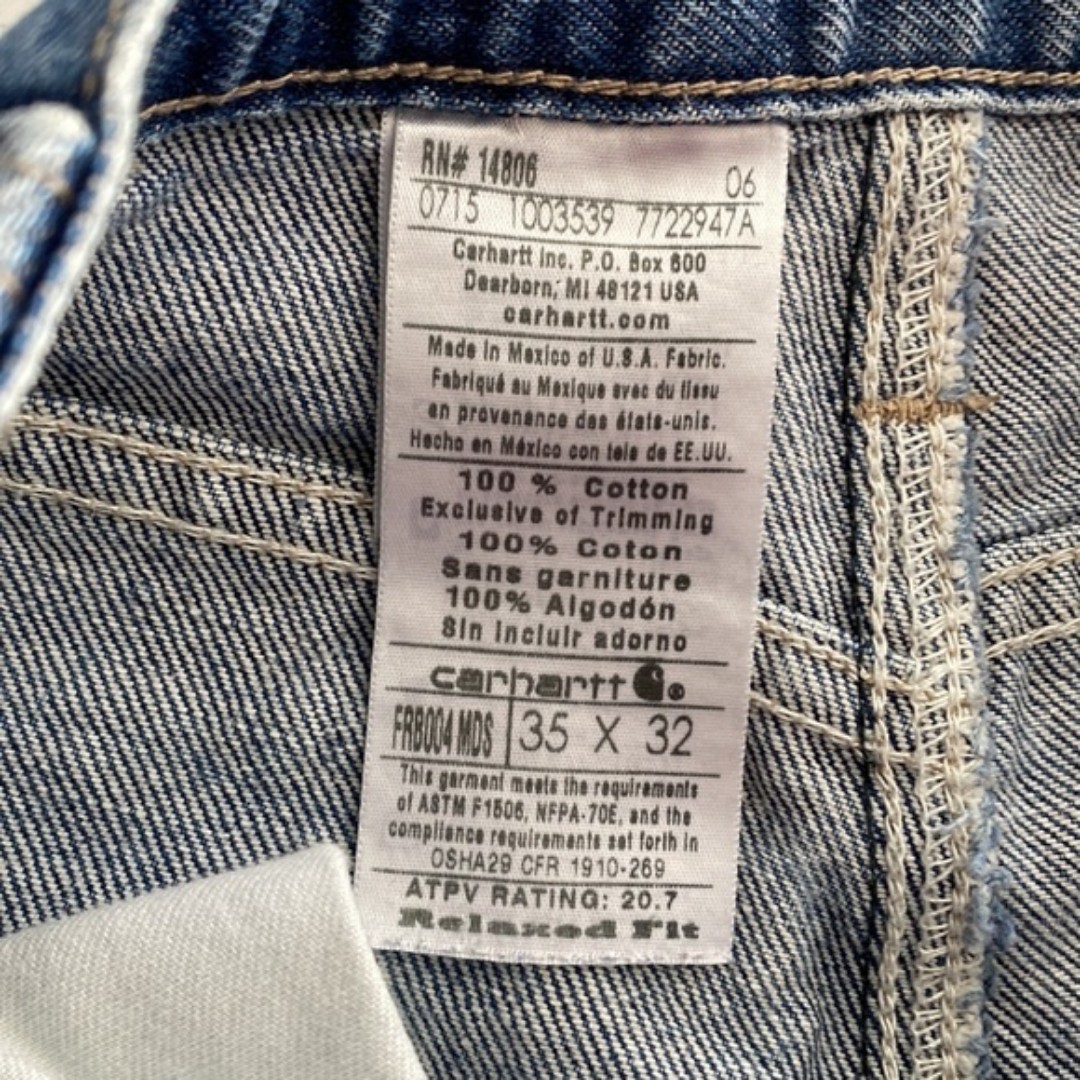 RN# 14806 06
0715 1003539 7722947A
Carhartt Inc. P.O. Box 600
Dearborn, MI 48121 USA
carhartt.com
Made in Mexico of U.S.A. Fabric.
Fabriqué au Mexique avec du tissu
en provenance des états-unis.
Hecho en México con tela de EE.UU.
100 % Cotton
Exclusive of Trimming
100% Coton
Sans garniture
100% Algodón
Sin incluir adorno
carhartt ®
FRB004 MDS 35 X 32
This garment meets the requirements
of ASTM F1506, NFPA-70E, and the
compliance requirements set forth in
OSHA29 CFR 1910-269
ATPV RATING: 20.7
Relaxed Fit